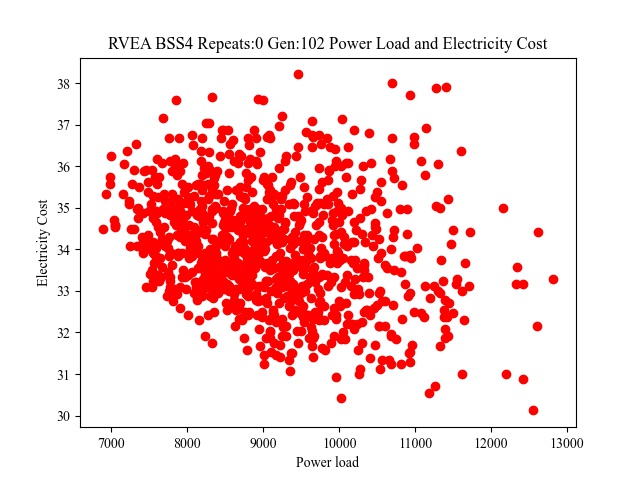 RVEA BSS4 Repeats:0 Gen:102 Power Load and Electricity Cost
38
37
36
35
34
33
32
31
30
Electricity Cost
7000 8000 9000 10000 11000 12000 13000
Power load